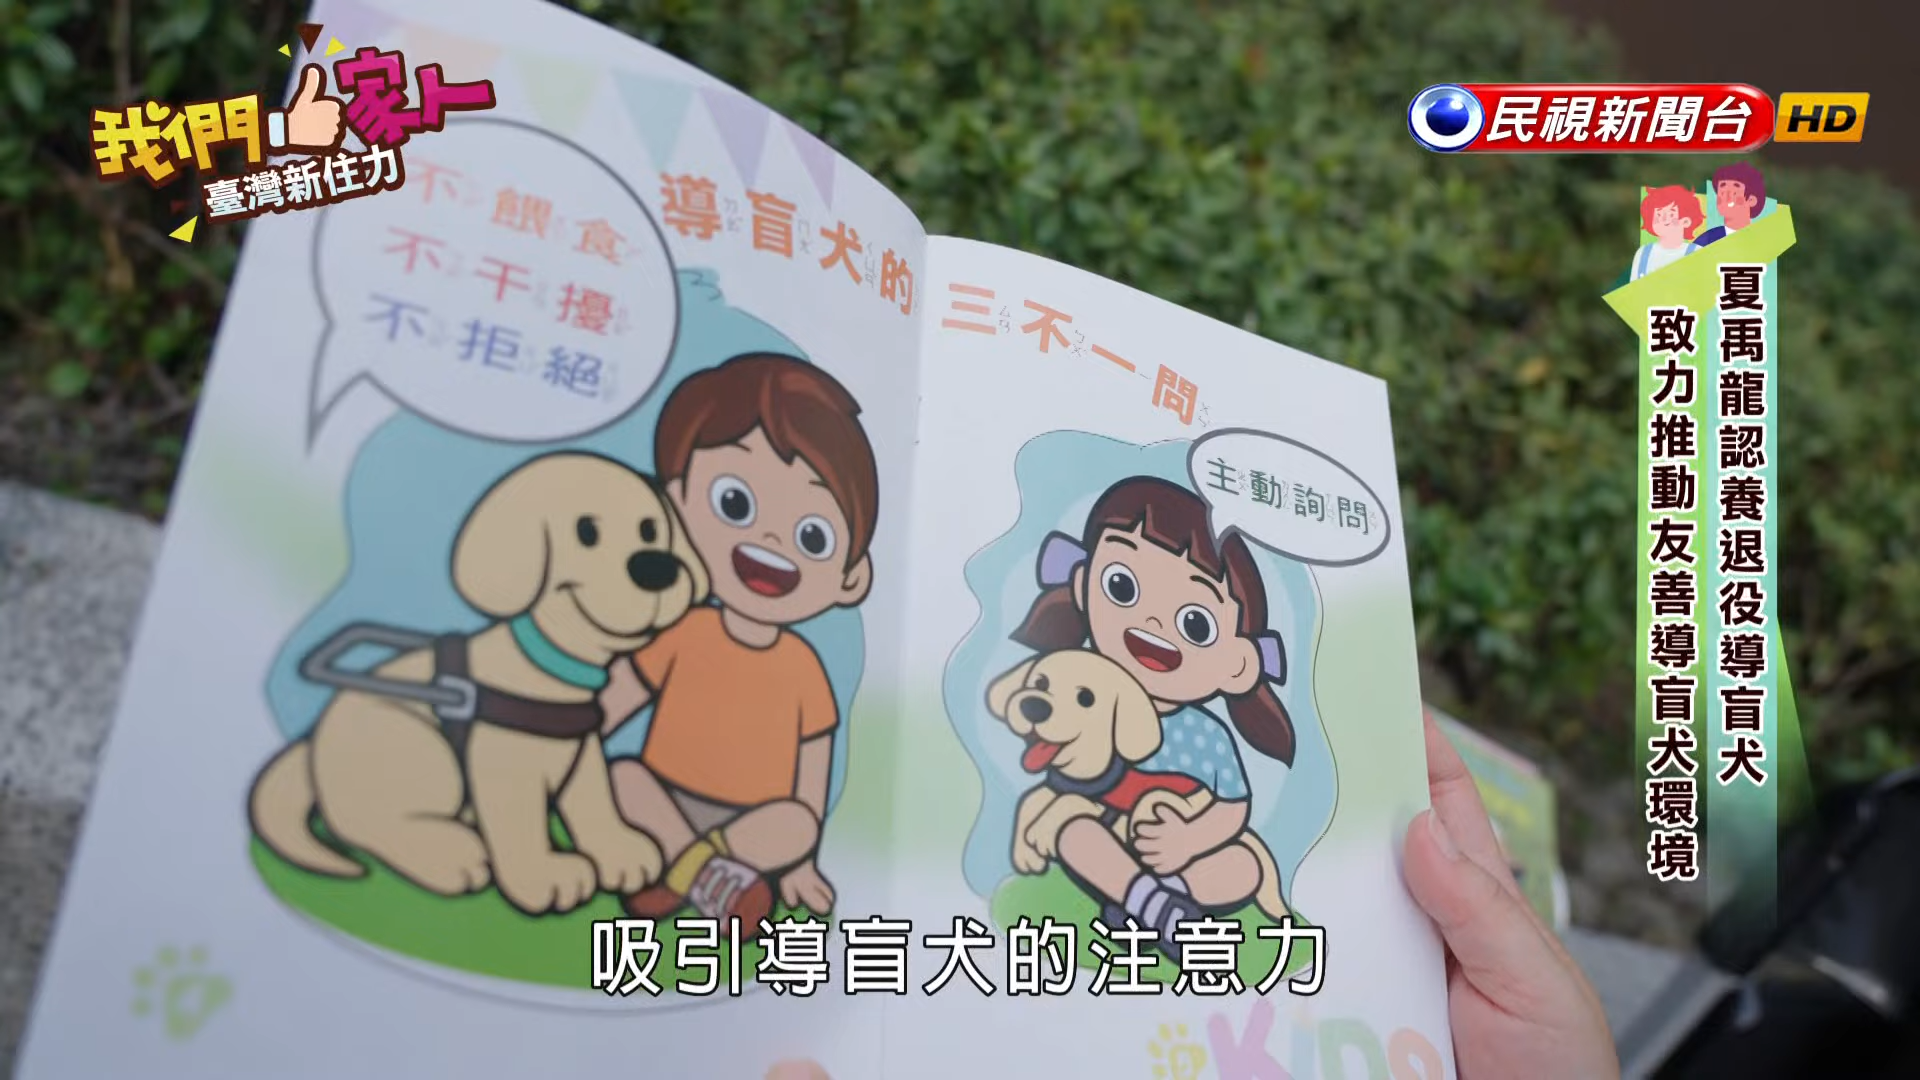 我們一家人
臺灣新住力
民視新聞台 HD
夏禹龍認養退役導盲犬
致力推動友善導盲犬環境
導盲犬的三不一問
不餵食
不干擾
不拒絕
主動詢問
吸引導盲犬的注意力